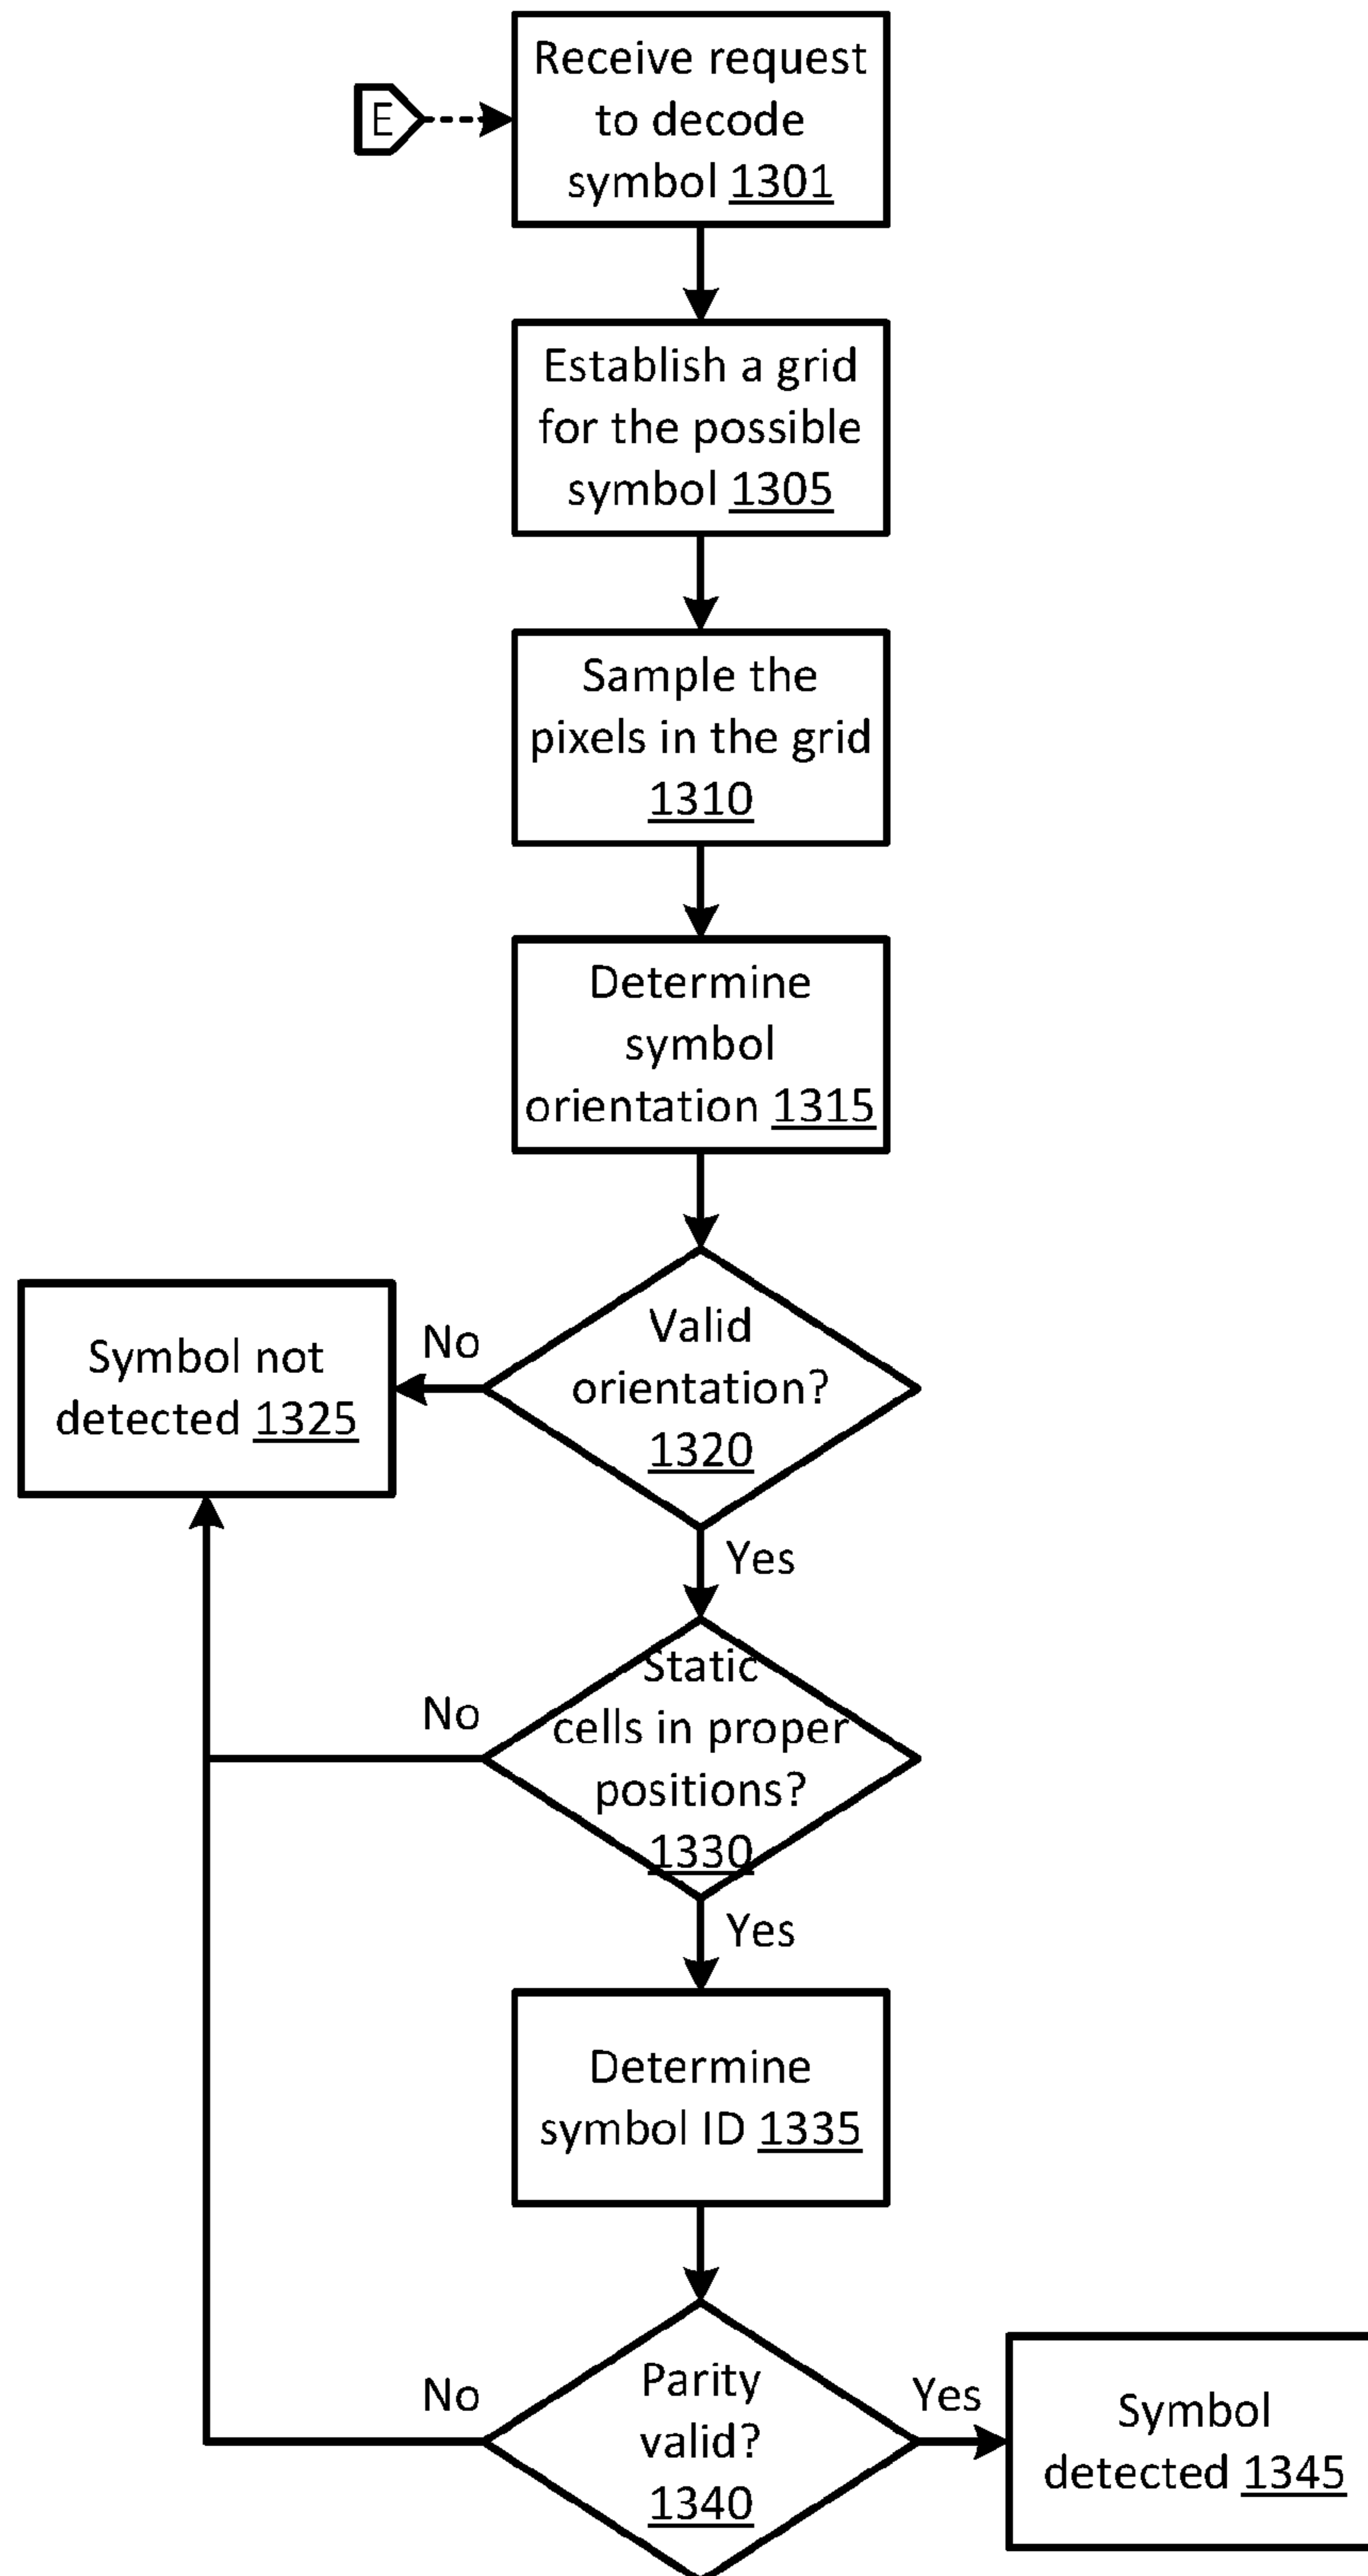 E
Receive request
to decode
symbol 1301
Establish a grid
for the possible
symbol 1305
Sample the
pixels in the grid
1310
Determine
symbol
orientation 1315
Valid
orientation?
1320
No
Symbol not
detected 1325
Yes
Static
cells in proper
positions?
1330
No
Yes
Determine
symbol ID 1335
Parity
valid?
1340
No
Yes
Symbol
detected 1345